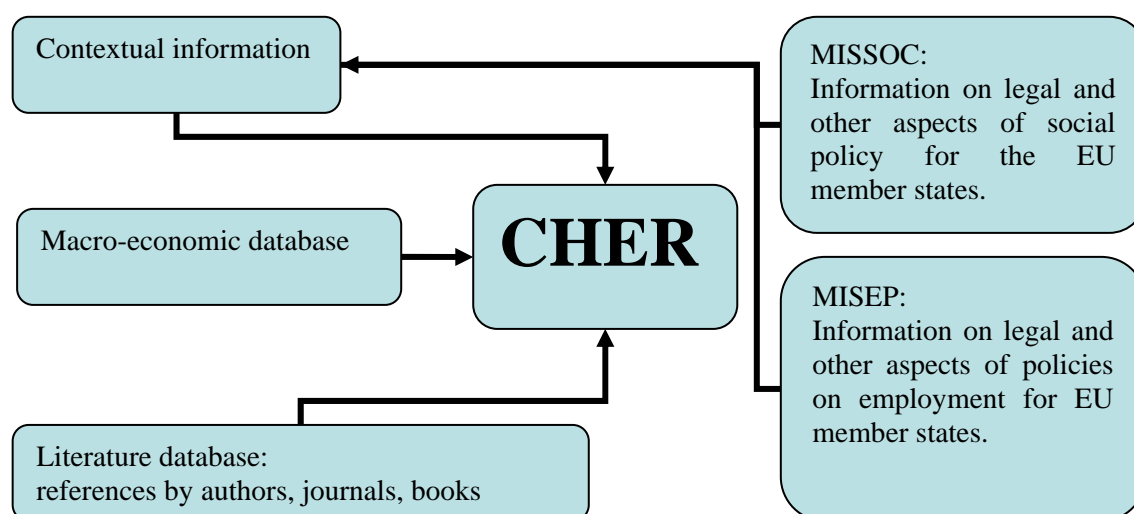 Contextual information
MISSOC:
Information on legal and
other aspects of social
policy for the EU
member states.
Macro-economic database
CHER
MISEP:
Information on legal and
other aspects of policies
on employment for EU
member states.
Literature database:
references by authors, journals, books